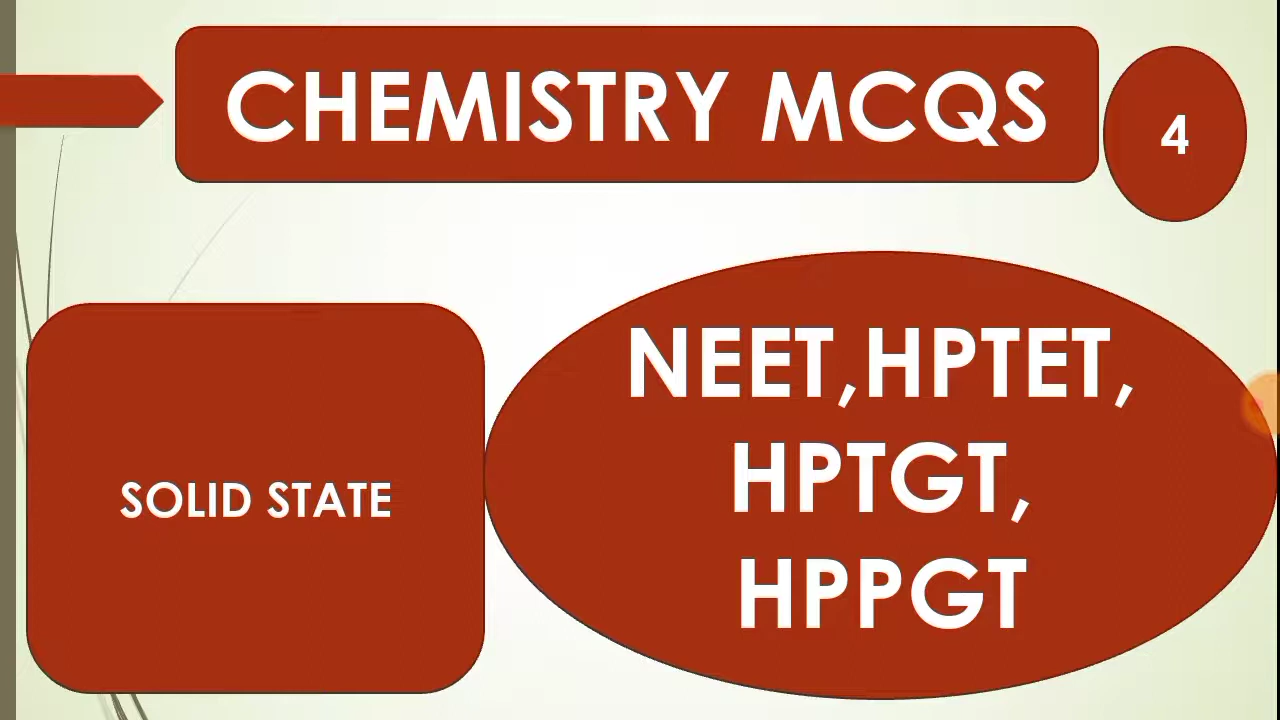 CHEMISTRY MCQS
4
SOLID STATE
NEET,HPTET,
HPTGT,
HPPGT